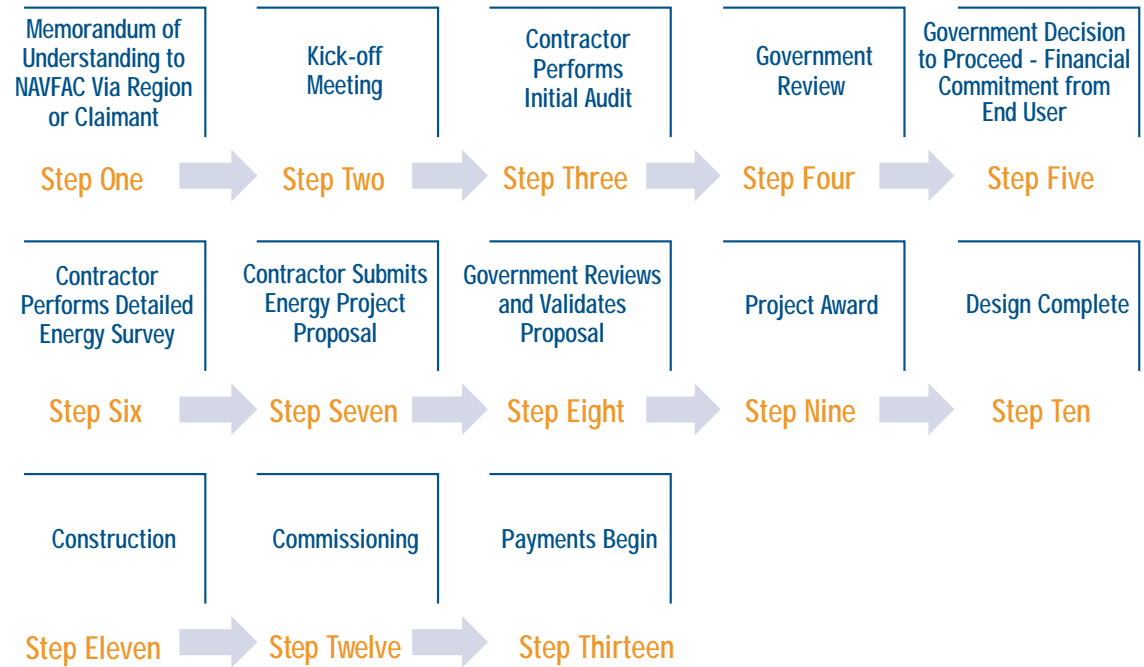 Memorandum of
Understanding to
NAVFAC Via Region
or Claimant
Kick-off
Meeting
Contractor
Performs
Initial Audit
Government
Review
Government Decision
to Proceed - Financial
Commitment from
End User
Step One
Step Two
Step Three
Step Four
Step Five
Contractor
Performs Detailed
Energy Survey
Contractor Submits
Energy Project
Proposal
Government Reviews
and Validates
Proposal
Project Award
Design Complete
Step Six
Step Seven
Step Eight
Step Nine
Step Ten
Construction
Commissioning
Payments Begin
Step Eleven
Step Twelve
Step Thirteen